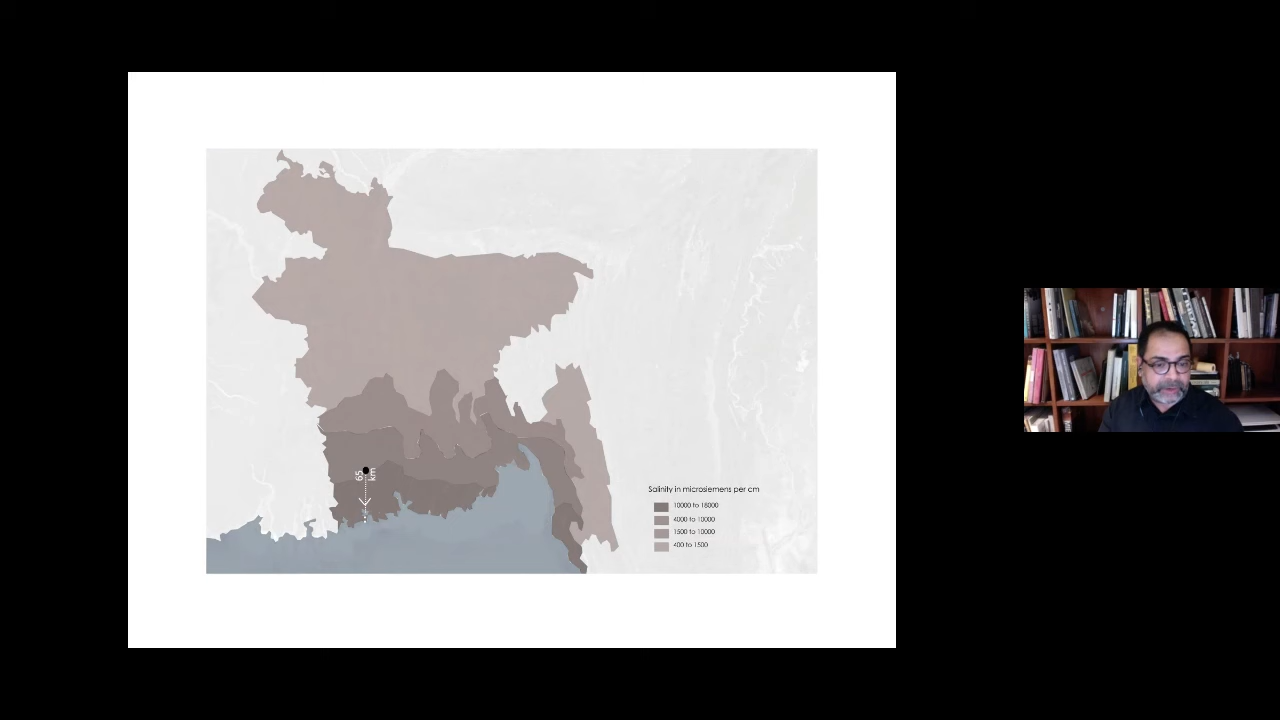 65
km
Salinity in microsiemens per cm
10000 to 18000
4000 to 10000
1500 to 10000
400 to 1500